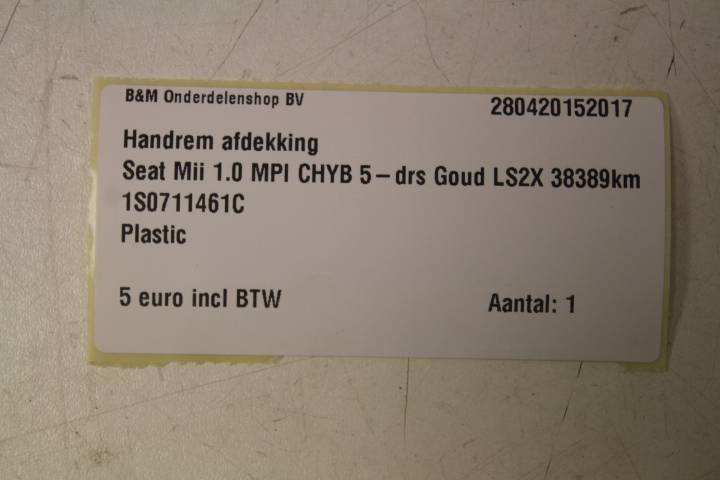 B&M Onderdelenshop BV 280420152017
Handrem afdekking
Seat Mii 1.0 MPI CHYB 5-drs Goud LS2X 38389km
1S0711461C
Plastic
5 euro incl BTW Aantal: 1